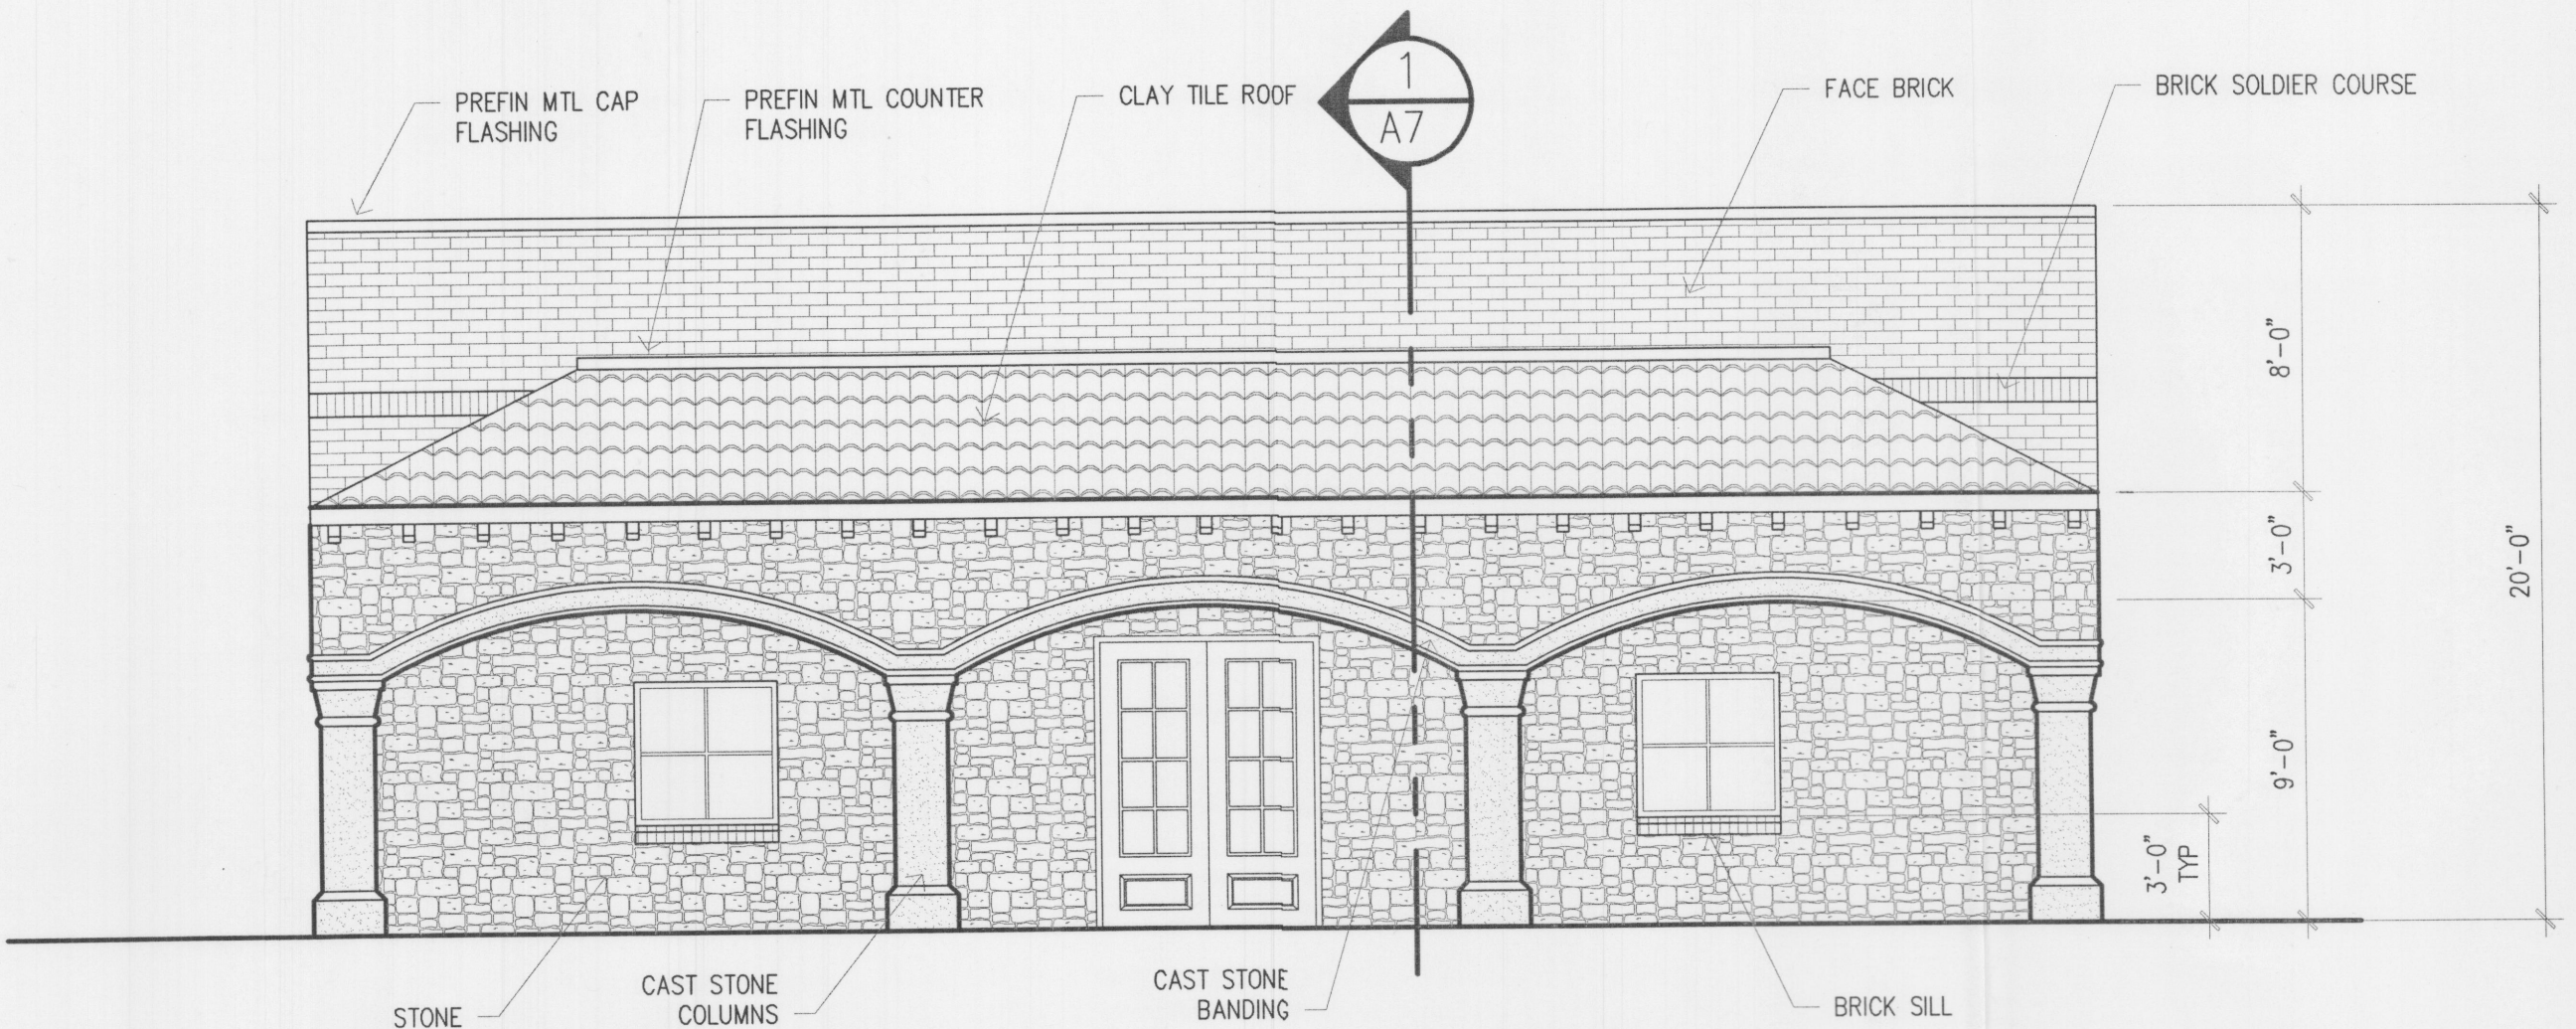 PREFIN MTL CAP
FLASHING
PREFIN MTL COUNTER
FLASHING
CLAY TILE ROOF
1
A7
FACE BRICK
BRICK SOLDIER COURSE
8'-0"
3'-0"
20'-0"
9'-0"
3'-0"
TYP
STONE
CAST STONE
COLUMNS
CAST STONE
BANDING
BRICK SILL